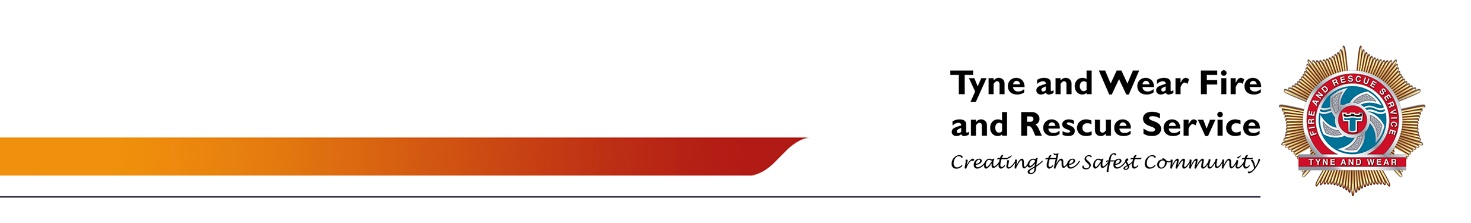 Tyne and Wear Fire
and Rescue Service
Creating the Safest Community
FIRE AND RESCUE SERVICE
T
TYNE AND WEAR